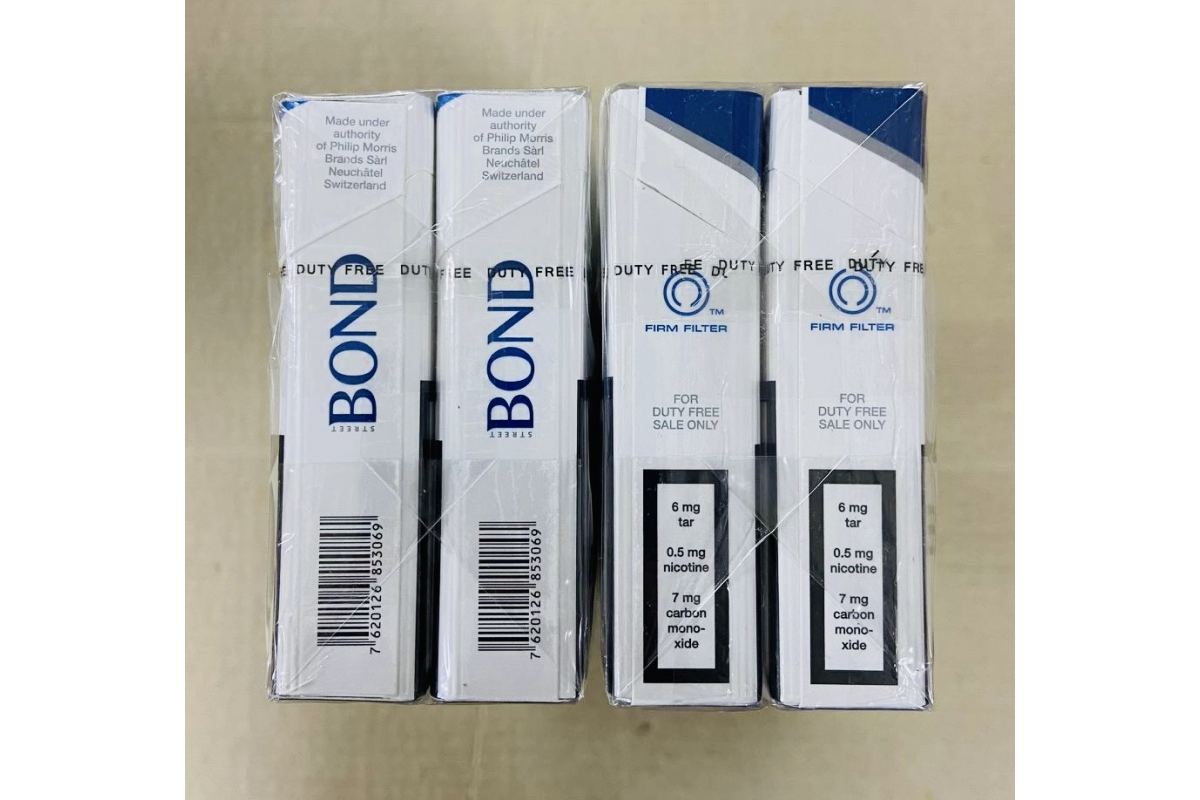 Made under
authority
of Philip Morris
Brands Sàrl
Neuchâtel
Switzerland
DUTY FREE DUTY
BOND
STREET
7 620126 853069
Made under
authority
of Philip Morris
Brands Sàrl
Neuchâtel
Switzerland
FREE DUTY FREE
BOND
STREET
7 620126 853069
DUTY FREE
DUTY
TM
FIRM FILTER
FOR
DUTY FREE
SALE ONLY
6 mg
tar
0.5 mg
nicotine
7 mg
carbon
mono-
xide
FREE DUTY FRE
TM
FIRM FILTER
FOR
DUTY FREE
SALE ONLY
6 mg
tar
0.5 mg
nicotine
7 mg
carbon
mono-
xide